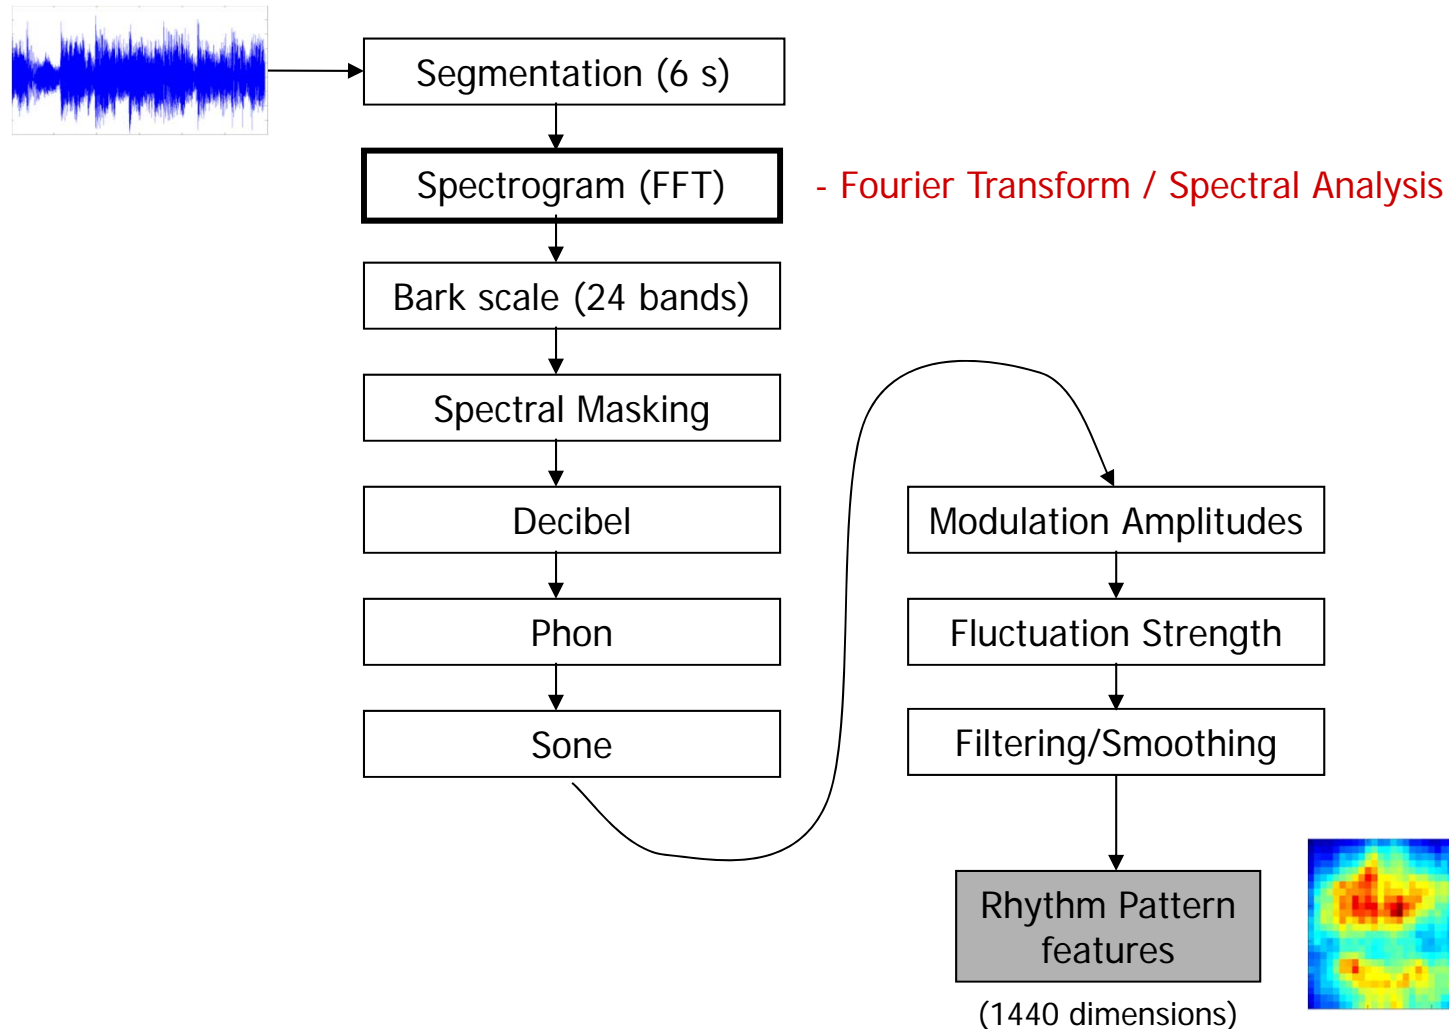 Segmentation (6 s)
Spectrogram (FFT)
- Fourier Transform / Spectral Analysis
Bark scale (24 bands)
Spectral Masking
Decibel
Phon
Sone
Modulation Amplitudes
Fluctuation Strength
Filtering/Smoothing
Rhythm Pattern
features
(1440 dimensions)